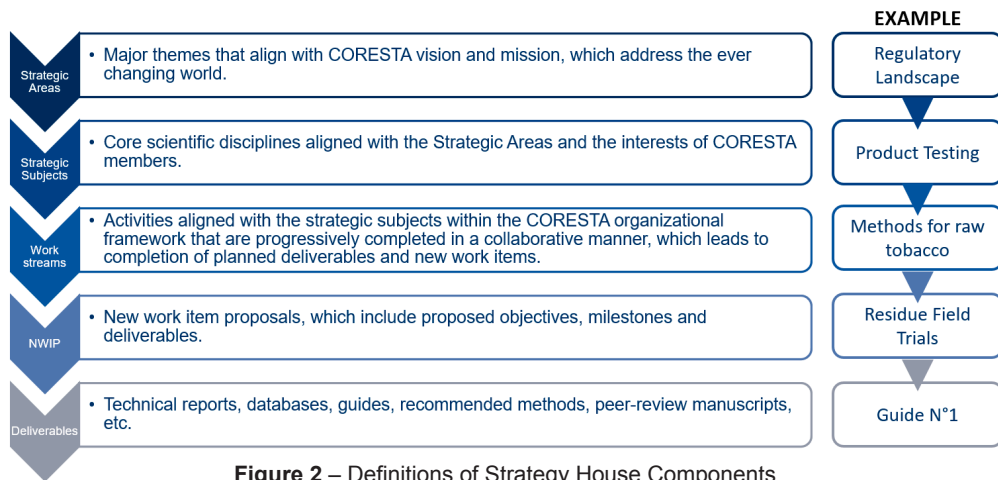 EXAMPLE
Strategic
Areas
• Major themes that align with CORESTA vision and mission, which address the ever
changing world.
Regulatory
Landscape
Strategic
Subjects
• Core scientific disciplines aligned with the Strategic Areas and the interests of CORESTA
members.
Product Testing
Work
streams
• Activities aligned with the strategic subjects within the CORESTA organizational
framework that are progressively completed in a collaborative manner, which leads to
completion of planned deliverables and new work items.
Methods for raw
tobacco
NWIP
• New work item proposals, which include proposed objectives, milestones and
deliverables.
Residue Field
Trials
Deliverables
• Technical reports, databases, guides, recommended methods, peer-review manuscripts,
etc.
Guide N°1
Figure 2 – Definitions of Strategy House Components